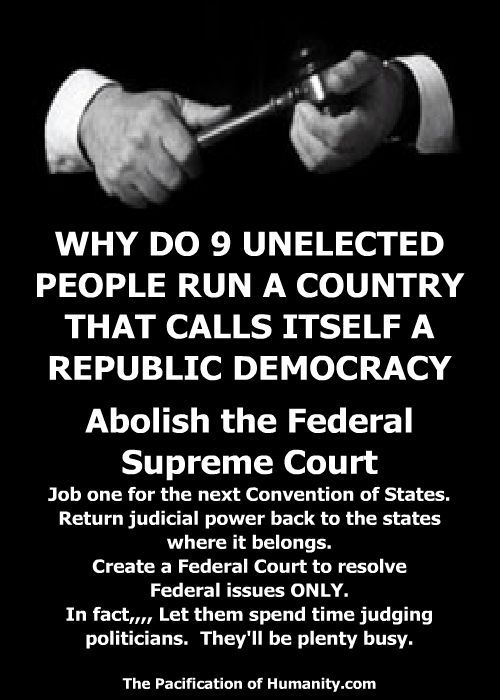 WHY DO 9 UNELECTED
PEOPLE RUN A COUNTRY
THAT CALLS ITSELF A
REPUBLIC DEMOCRACY
Abolish the Federal
Supreme Court
Job one for the next Convention of States.
Return judicial power back to the states
where it belongs.
Create a Federal Court to resolve
Federal issues ONLY.
In fact,,,, Let them spend time judging
politicians.  They'll be plenty busy.
The Pacification of Humanity.com